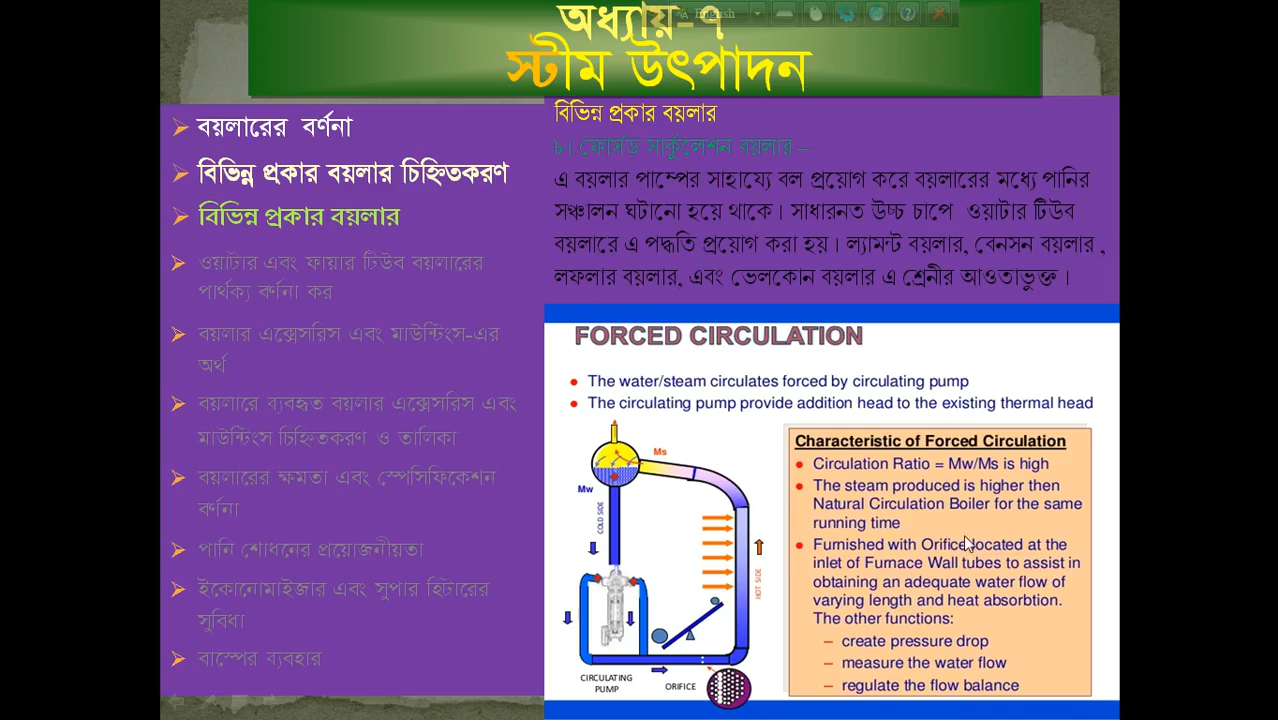 অধ্যায়-৭
English
স্টীম উৎপাদন
বয়লারের বর্ণনা
বিভিন্ন প্রকার বয়লার চিহ্নিতকরণ
বিভিন্ন প্রকার বয়লার
ওয়াটার এবং ফায়ার টিউব বয়লারের
পার্থক্য বর্ণনা কর
বয়লার এক্সেসরিস এবং মাউন্টিংস-এর
অর্থ
বয়লারে ব্যবহৃত বয়লার এক্সেসরিস এবং
মাউন্টিংস চিহ্নিতকরণ ও তালিকা
বয়লারের ক্ষমতা এবং স্পেসিফিকেশন
বর্ণনা
পানি শোধনের প্রয়োজনীয়তা
ইকোনোমাইজার এবং সুপার হিটারের
সুবিধা
বাস্পের ব্যবহার
বিভিন্ন প্রকার বয়লার
৮। ফোর্সড সার্কুলেশন বয়লার –
এ বয়লার পাম্পের সাহায্যে বল প্রয়োগ করে বয়লারের মধ্যে পানির
সঞ্চালন ঘটানো হয়ে থাকে। সাধারনত উচ্চ চাপে ওয়াটার টিউব
বয়লারে এ পদ্ধতি প্রয়োগ করা হয়। ল্যামন্ট বয়লার, বেনসন বয়লার ,
লফলার বয়লার, এবং ভেলকোন বয়লার এ শ্রেনীর আওতাভুক্ত।
FORCED CIRCULATION
The water/steam circulates forced by circulating pump
The circulating pump provide addition head to the existing thermal head
Ms
Mw
COLD SIDE
HOT SIDE
CIRCULATING
PUMP
ORIFICE
Characteristic of Forced Circulation
Circulation Ratio = Mw/Ms is high
The steam produced is higher then
Natural Circulation Boiler for the same
running time
Furnished with Orifice located at the
inlet of Furnace Wall tubes to assist in
obtaining an adequate water flow of
varying length and heat absorbtion.
The other functions:
– create pressure drop
– measure the water flow
– regulate the flow balance